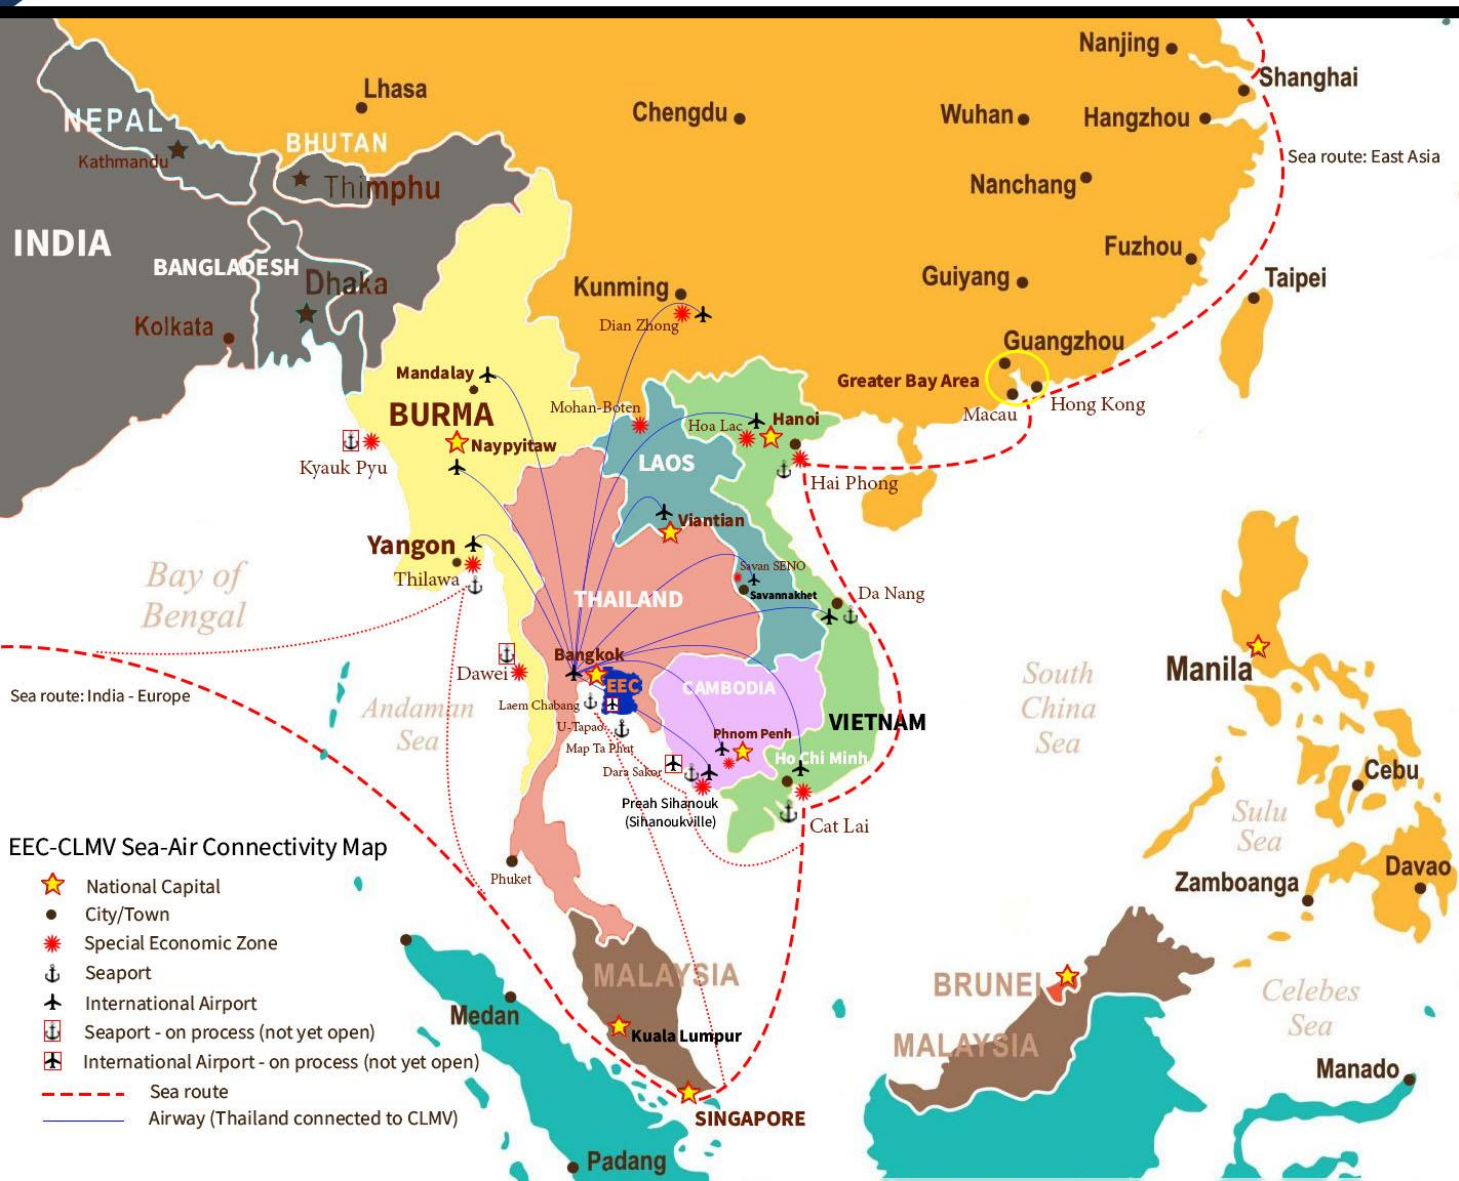 Nanjing
Shanghai
Lhasa
Chengdu
Wuhan
Hangzhou
NEPAL
BHUTAN
Kathmandu
Sea route: East Asia
Thimphu
Nanchang
INDIA
BANGLADESH
Fuzhou
Dhaka
Kunming
Guiyang
Taipei
Kolkata
Dian Zhong
Guangzhou
Mandalay
Greater Bay Area
BURMA
Mohan-Boten
Macau
Hong Kong
Hoa Lac
Hanoi
Naypyitaw
Kyauk Pyu
LAOS
Hai Phong
Viantian
Yangon
Thilawa
Savan SENO
Savannakhet
Bay of
Bengal
THAILAND
Da Nang
Bangkok
Dawei
EEC
CAMBODIA
South
China
Sea
Manila
Sea route: India - Europe
Andaman
Sea
Laem Chabang
U-Tapao
Map Ta Phut
VIETNAM
Phnom Penh
Ho Chi Minh
Dara Sakor
Cebu
Preah Sihanouk
(Sihanoukville)
Cat Lai
Sulu
Sea
EEC-CLMV Sea-Air Connectivity Map
National Capital
City/Town
Special Economic Zone
Seaport
International Airport
Seaport - on process (not yet open)
International Airport - on process (not yet open)
Sea route
Airway (Thailand connected to CLMV)
Phuket
Zamboanga
Davao
MALAYSIA
BRUNEI
Celebes
Sea
Medan
Kuala Lumpur
MALAYSIA
Manado
SINGAPORE
Padang